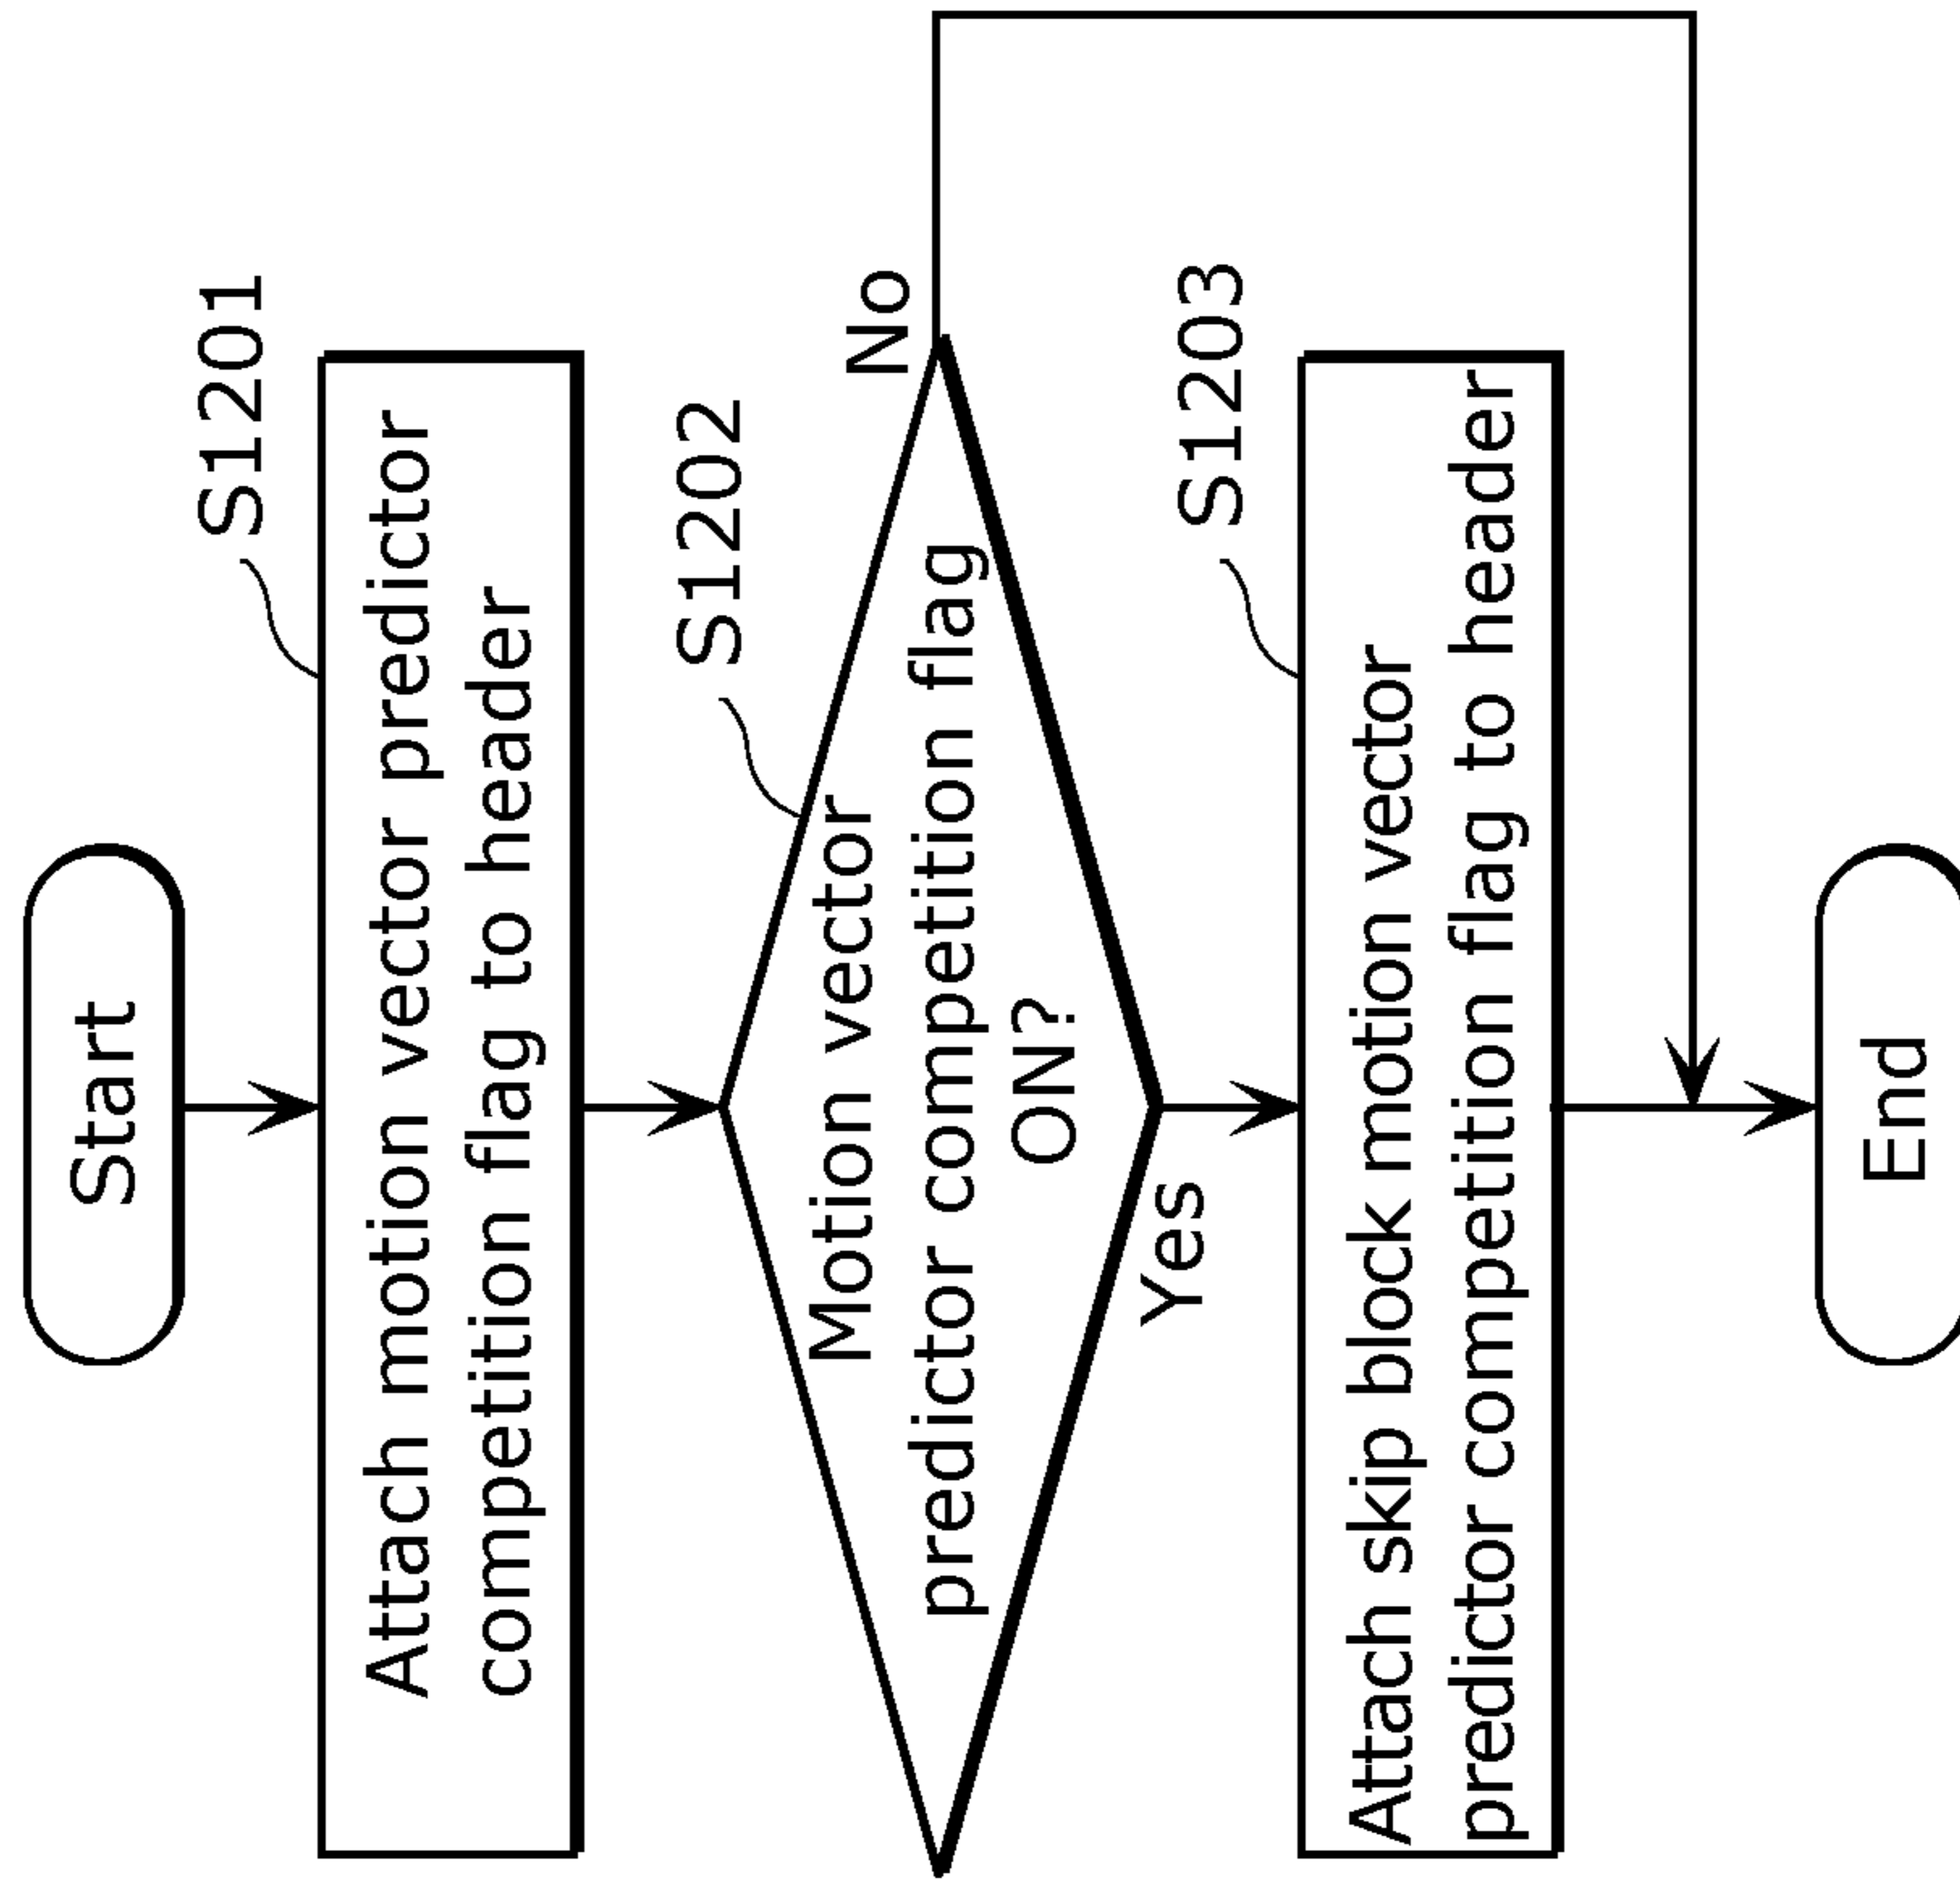 Start
S1201
Attach motion vector predictor
competition flag to header
S1202
Motion vector
predictor competition flag
ON?
No
Yes
S1203
Attach skip block motion vector
predictor competition flag to header
End